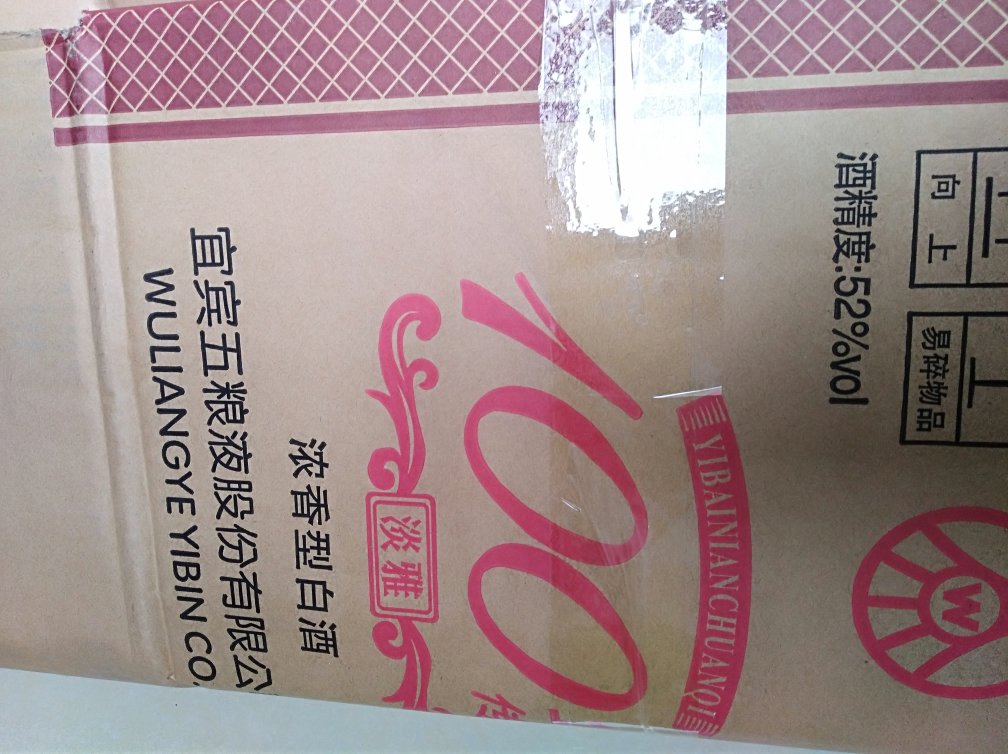 向上
易碎物品
酒精度:52%vol
W
YIBAINIANCHUANQI
100
淡雅
浓香型白酒
宜宾五粮液股份有限公
WULIANGYE YIBIN CO.